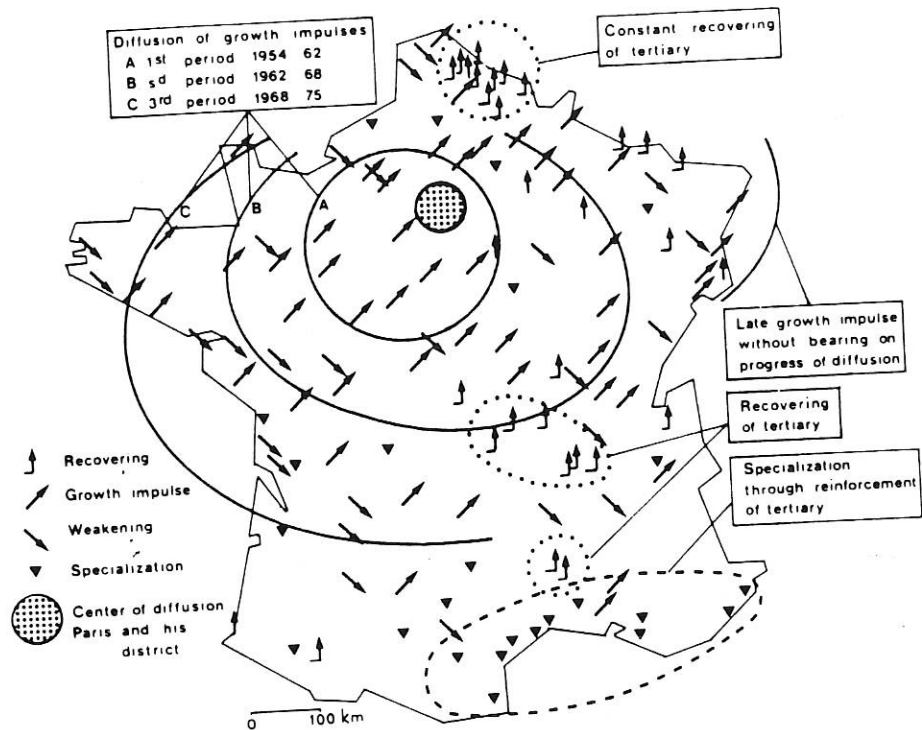 Diffusion of growth impulses
A 1st period 1954 62
B sd period 1962 68
C 3rd period 1968 75
Constant recovering
of tertiary
C
B
A
Late growth impulse
without bearing on
progress of diffusion
Recovering
of tertiary
Specialization
through reinforcement
of tertiary
Recovering
Growth impulse
Weakening
Specialization
Center of diffusion
Paris and his
district
0 100 km